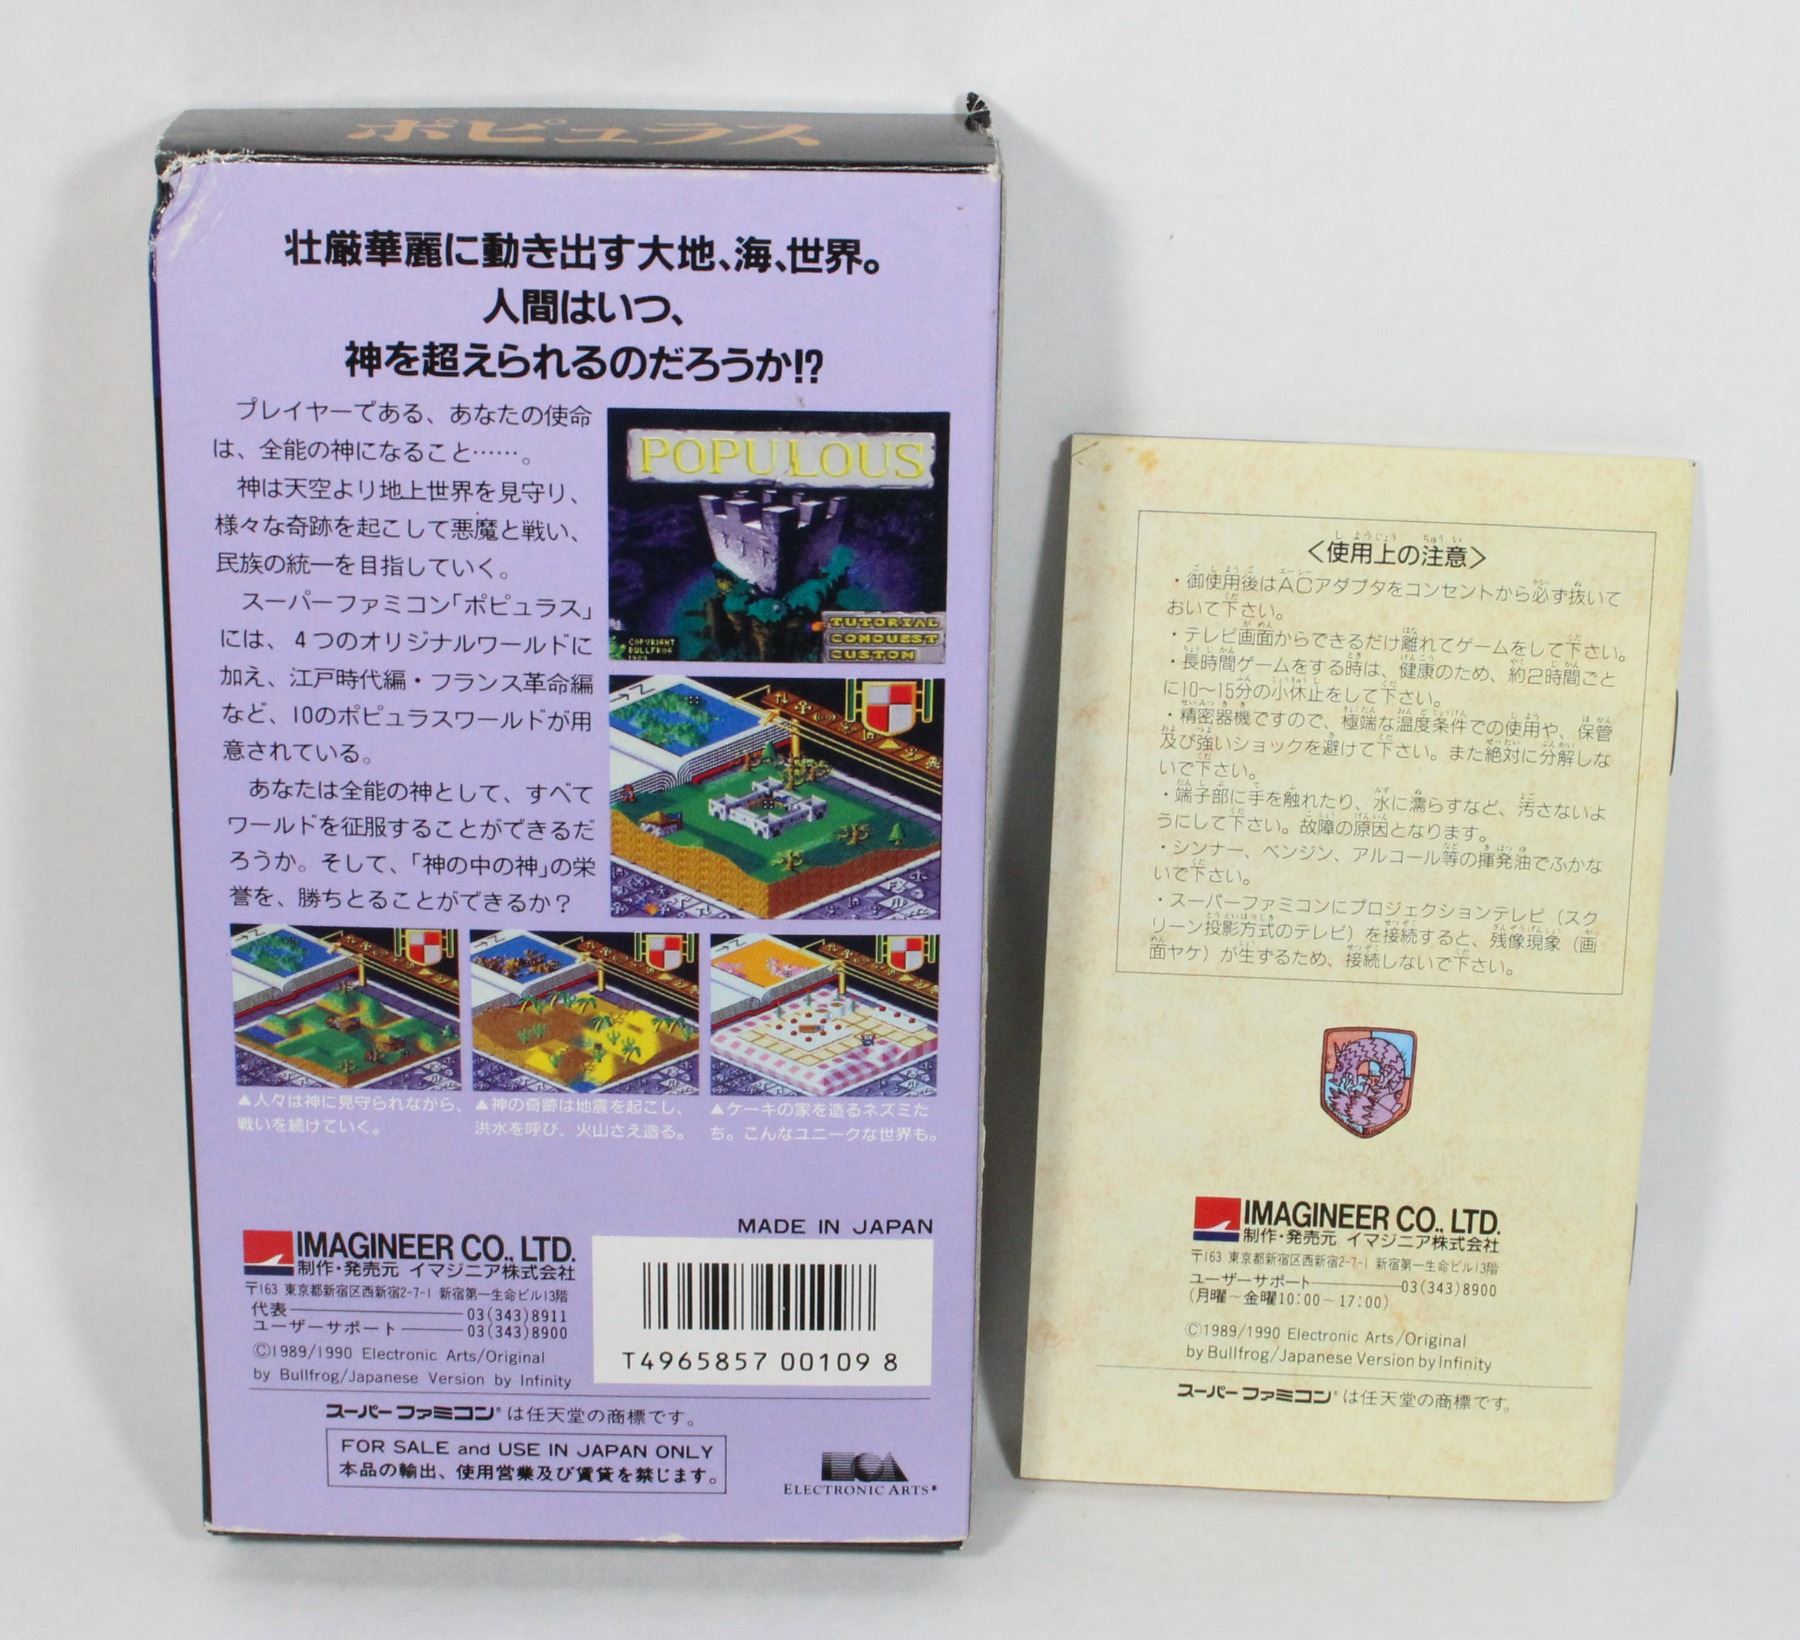 ポピュラス
壮厳華麗に動き出す大地、海、世界。
人間はいつ、
神を超えられるのだろうか!?
プレイヤーである、あなたの使命
は、全能の神になること……。
神は天空より地上世界を見守り、
様々な奇跡を起こして悪魔と戦い、
民族の統一を目指していく。
スーパーファミコン「ポピュラス」
には、4つのオリジナルワールドに
加え、江戸時代編・フランス革命編
など、10のポピュラスワールドが用
意されている。
あなたは全能の神として、すべて
ワールドを征服することができるだ
ろうか。そして、「神の中の神」の栄
誉を、勝ちとることができるか?
POPULOUS
TUTORIAL
CONQUEST
CUSTOM
COPYRIGHT
BULLFROG
1989
▲人々は神に見守られながら、
戦いを続けていく。
▲神の奇跡は地震を起こし、
洪水を呼び、火山さえ造る。
▲ケーキの家を造るネズミた
ち。こんなユニークな世界も。
MADE IN JAPAN
IMAGINEER CO., LTD.
制作・発売元 イマジニア株式会社
〒163 東京都新宿区西新宿2-7-1 新宿第一生命ビル13階
代表 03(343)8911
ユーザーサポート 03(343)8900
©1989/1990 Electronic Arts/Original
by Bullfrog/Japanese Version by Infinity
T4965857 00109 8
スーパーファミコン®は任天堂の商標です。
FOR SALE and USE IN JAPAN ONLY
本品の輸出、使用営業及び賃貸を禁じます。
ELECTRONIC ARTS®
<使用上の注意>
・御使用後はACアダプタをコンセントから必ず抜いて
おいて下さい。
・テレビ画面からできるだけ離れてゲームをして下さい。
・長時間ゲームをする時は、健康のため、約2時間ごと
に10〜15分の小休止をして下さい。
・精密器機ですので、極端な温度条件での使用や、保管
及び強いショックを避けて下さい。また絶対に分解しな
いで下さい。
・端子部に手を触れたり、水に濡らすなど、汚さないよ
うにして下さい。故障の原因となります。
・シンナー、ベンジン、アルコール等の揮発油でふかな
いで下さい。
・スーパーファミコンにプロジェクションテレビ(スク
リーン投影方式のテレビ)を接続すると、残像現象(画
面ヤケ)が生ずるため、接続しないで下さい。
IMAGINEER CO., LTD.
制作・発売元 イマジニア株式会社
〒163 東京都新宿区西新宿2-7-1 新宿第一生命ビル13階
ユーザーサポート 03(343)8900
(月曜〜金曜10:00〜17:00)
©1989/1990 Electronic Arts/Original
by Bullfrog/Japanese Version by Infinity
スーパーファミコン®は任天堂の商標です。